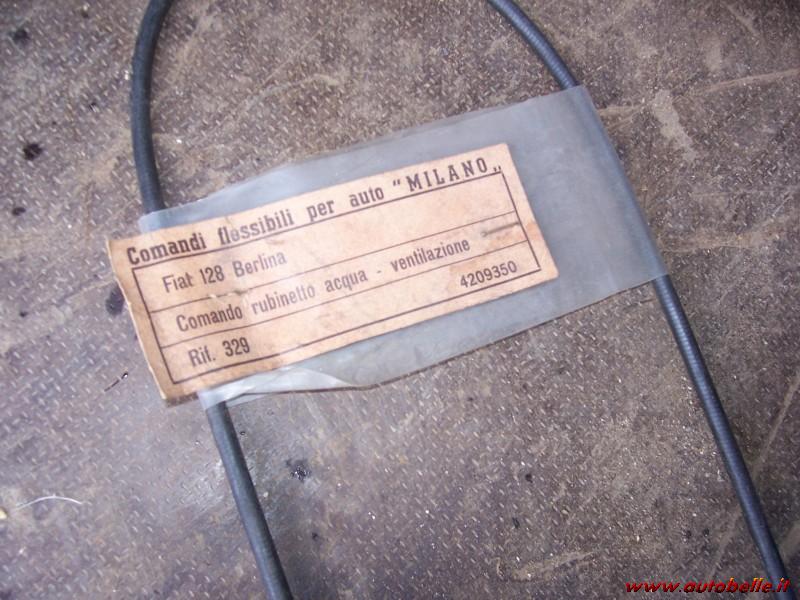 Comandi flessibili per auto "MILANO„
Fiat 128 Berlina
Comando rubinetto acqua - ventilazione
Rif. 329 4209350
www.autobelle.it